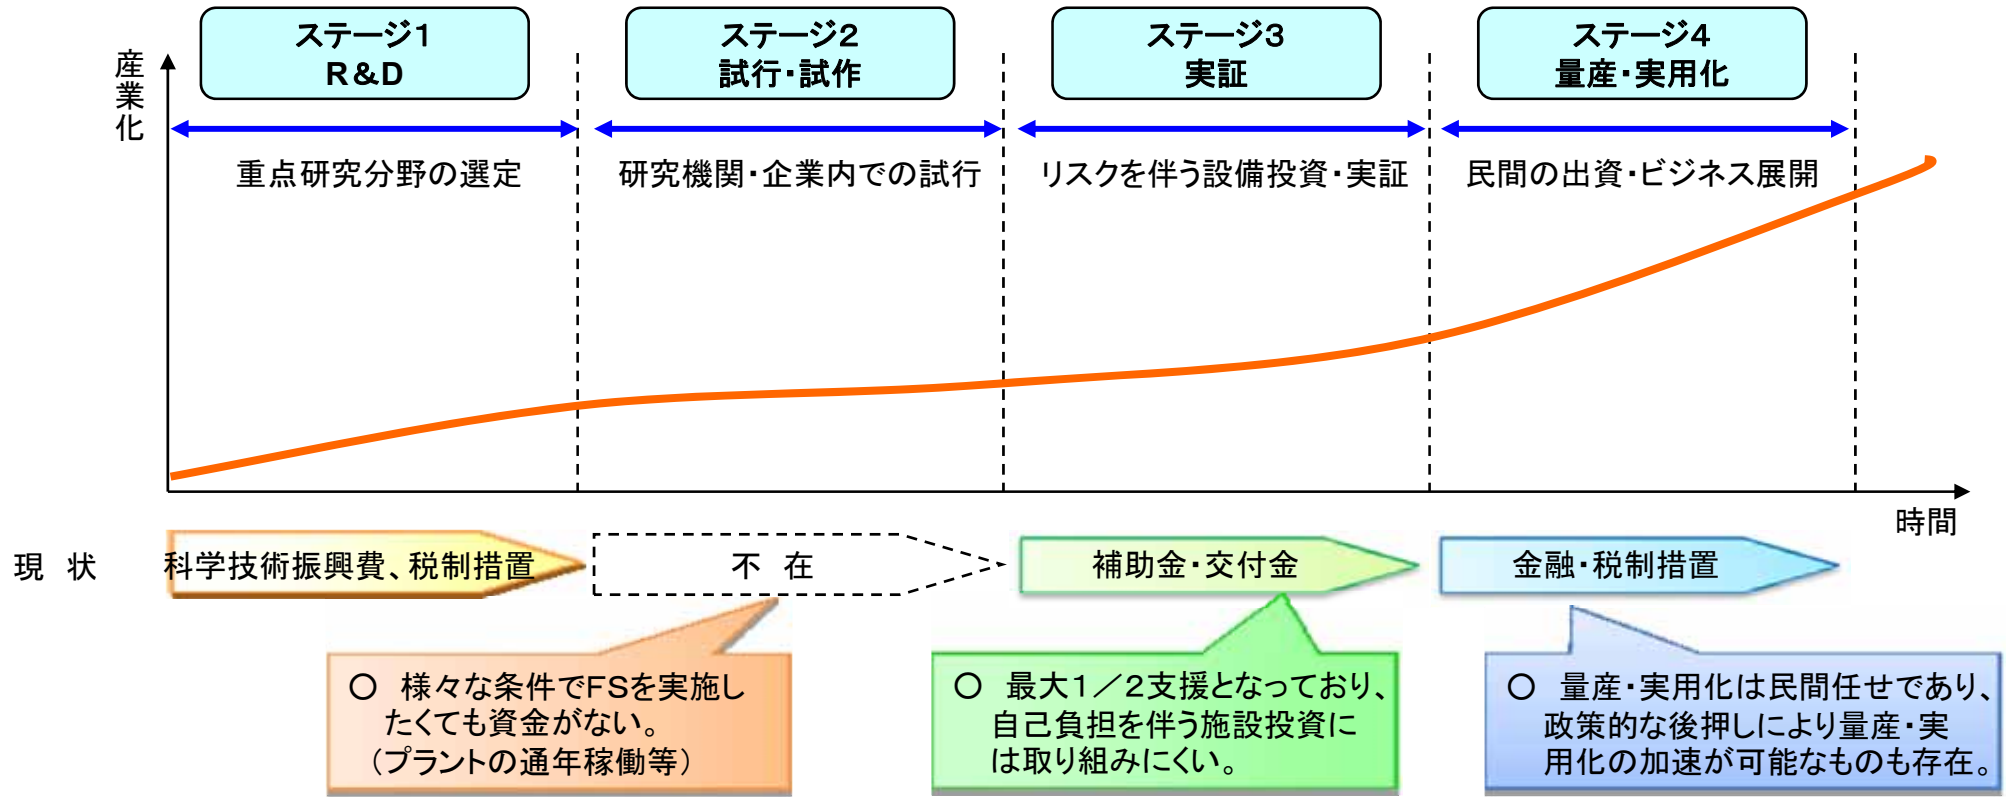 ステージ1
R&D
ステージ2
試行・試作
ステージ3
実証
ステージ4
量産・実用化
産業化
重点研究分野の選定
研究機関・企業内での試行
リスクを伴う設備投資・実証
民間の出資・ビジネス展開
時間
現 状
科学技術振興費、税制措置
不 在
補助金・交付金
金融・税制措置
○ 様々な条件でFSを実施し
たくても資金がない。
（プラントの通年稼働等）
○ 最大1／2支援となっており、
自己負担を伴う施設投資に
は取り組みにくい。
○ 量産・実用化は民間任せであり、
政策的な後押しにより量産・実
用化の加速が可能なものも存在。